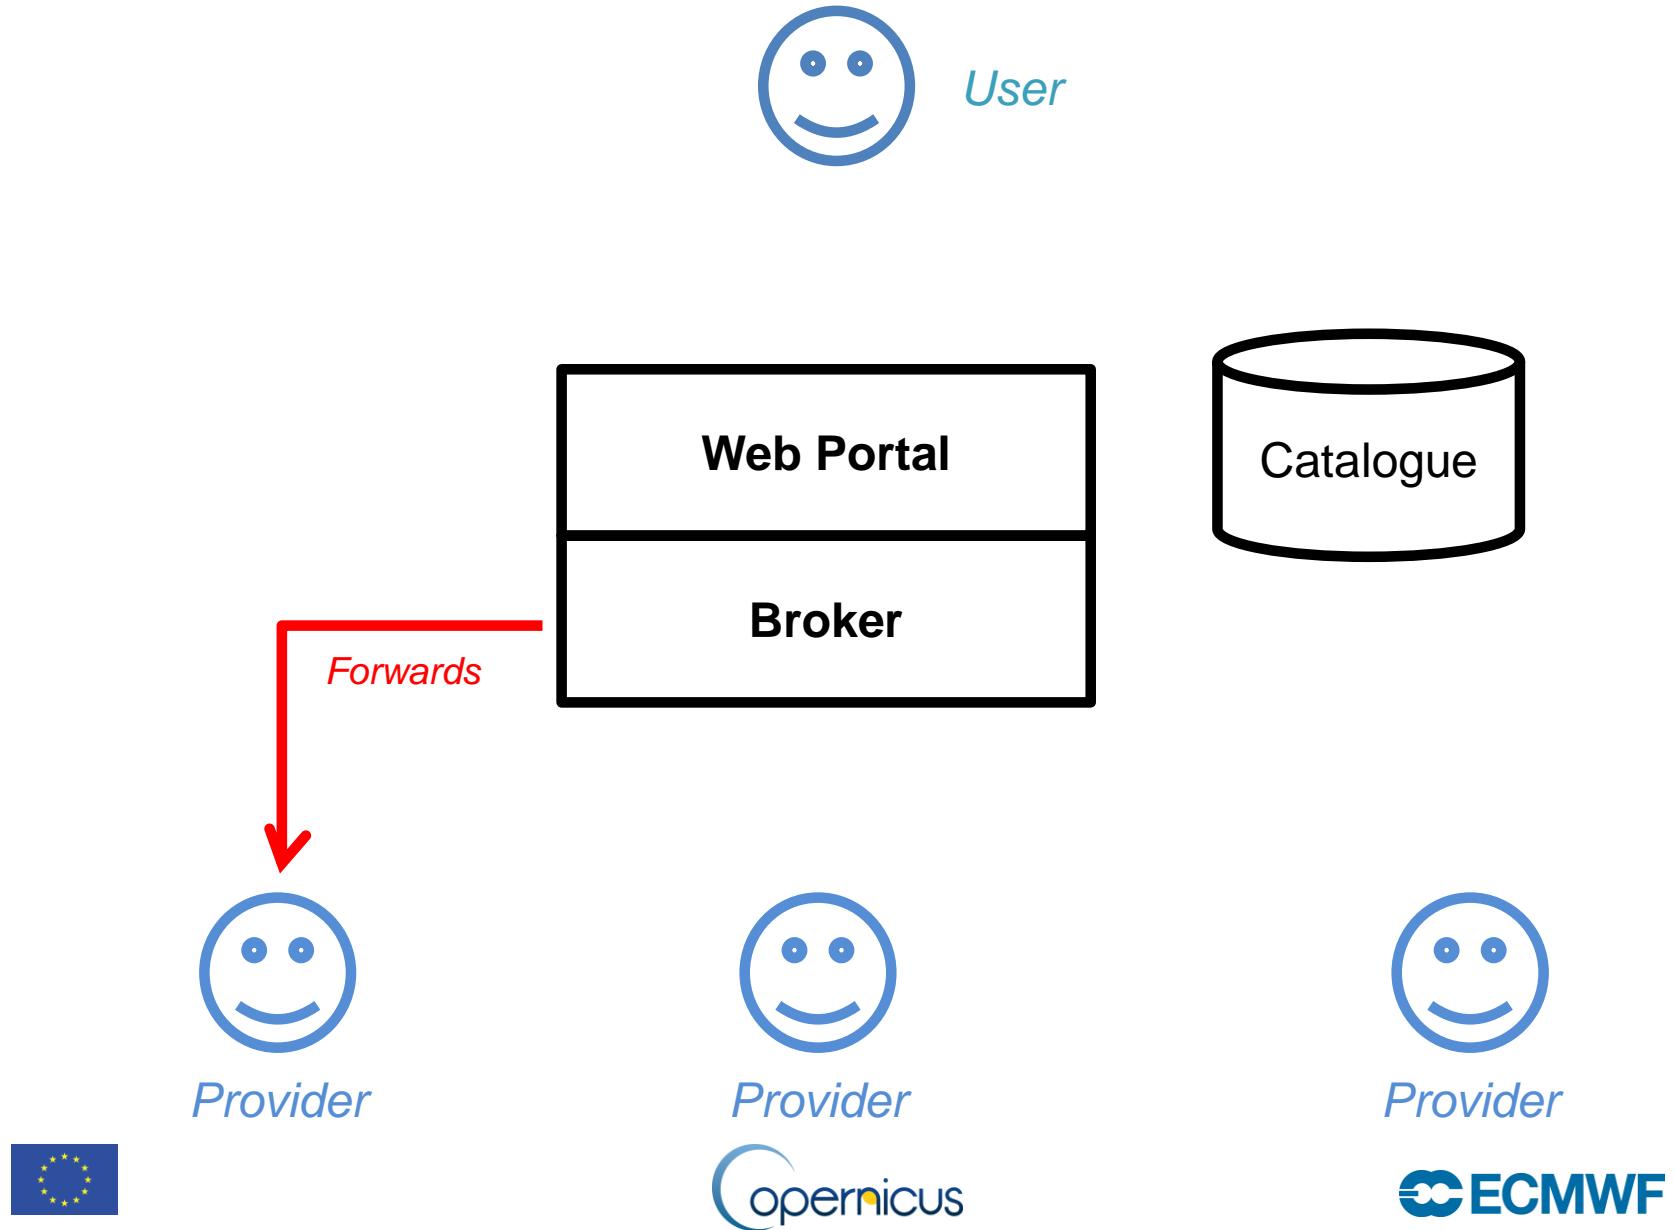 User
Web Portal
Catalogue
Broker
Forwards
Provider
Provider
Provider
opernicus
ECMWF